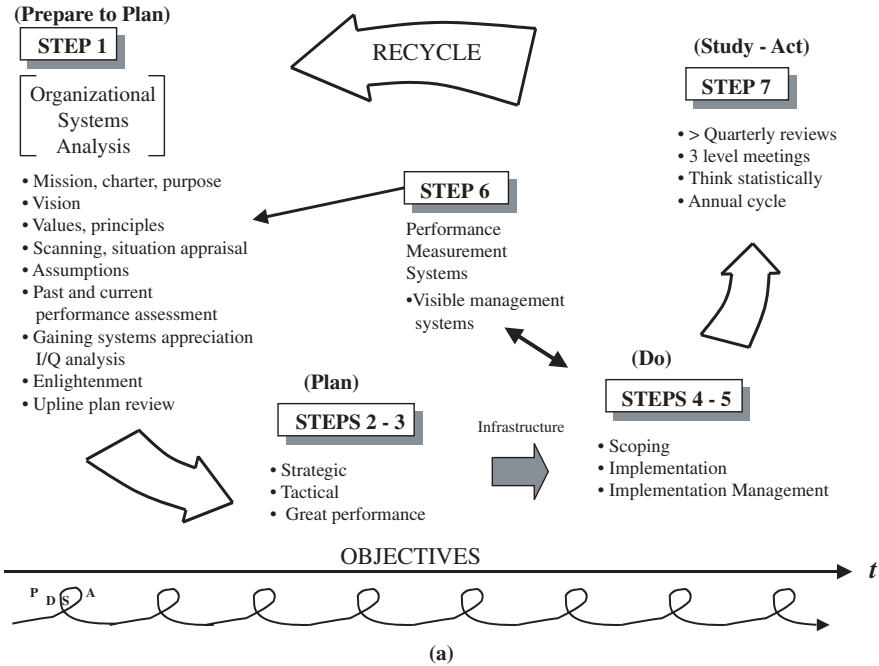 (Prepare to Plan)
STEP 1
Organizational
Systems
Analysis
• Mission, charter, purpose
• Vision
• Values, principles
• Scanning, situation appraisal
• Assumptions
• Past and current
performance assessment
• Gaining systems appreciation
I/Q analysis
• Enlightenment
• Upline plan review
RECYCLE
(Study - Act)
STEP 7
• > Quarterly reviews
• 3 level meetings
• Think statistically
• Annual cycle
STEP 6
Performance
Measurement
Systems
•Visible management
systems
(Plan)
STEPS 2 - 3
• Strategic
• Tactical
• Great performance
Infrastructure
(Do)
STEPS 4 - 5
• Scoping
• Implementation
• Implementation Management
OBJECTIVES
t
P D S A
(a)